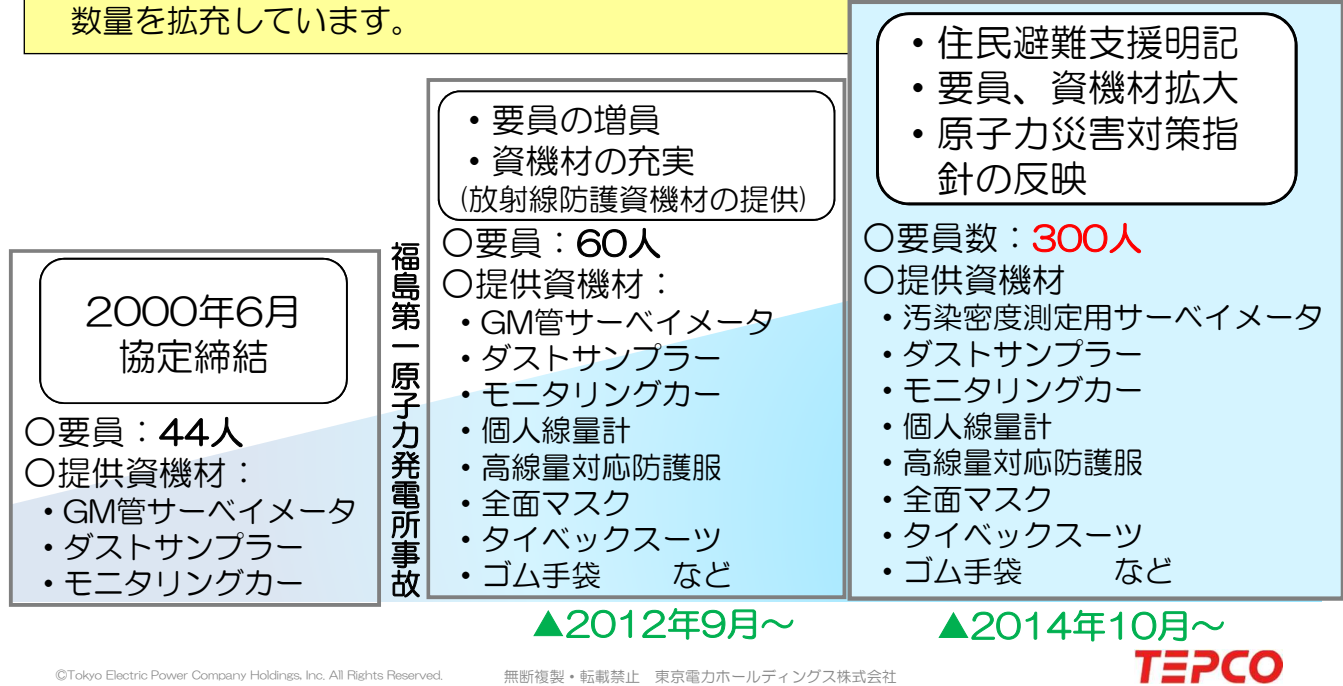 数量を拡充しています。
2000年6月
協定締結
〇要員：44人
〇提供資機材：
・GM管サーベイメータ
・ダストサンプラー
・モニタリングカー
福島第一原子力発電所事故
・要員の増員
・資機材の充実
(放射線防護資機材の提供)
〇要員：60人
〇提供資機材：
・GM管サーベイメータ
・ダストサンプラー
・モニタリングカー
・個人線量計
・高線量対応防護服
・全面マスク
・タイベックスーツ
・ゴム手袋　　など
▲2012年9月～
・住民避難支援明記
・要員、資機材拡大
・原子力災害対策指
針の反映
〇要員数：300人
〇提供資機材
・汚染密度測定用サーベイメータ
・ダストサンプラー
・モニタリングカー
・個人線量計
・高線量対応防護服
・全面マスク
・タイベックスーツ
・ゴム手袋　　など
▲2014年10月～
©Tokyo Electric Power Company Holdings, Inc. All Rights Reserved.
無断複製・転載禁止　東京電力ホールディングス株式会社
TEPCO